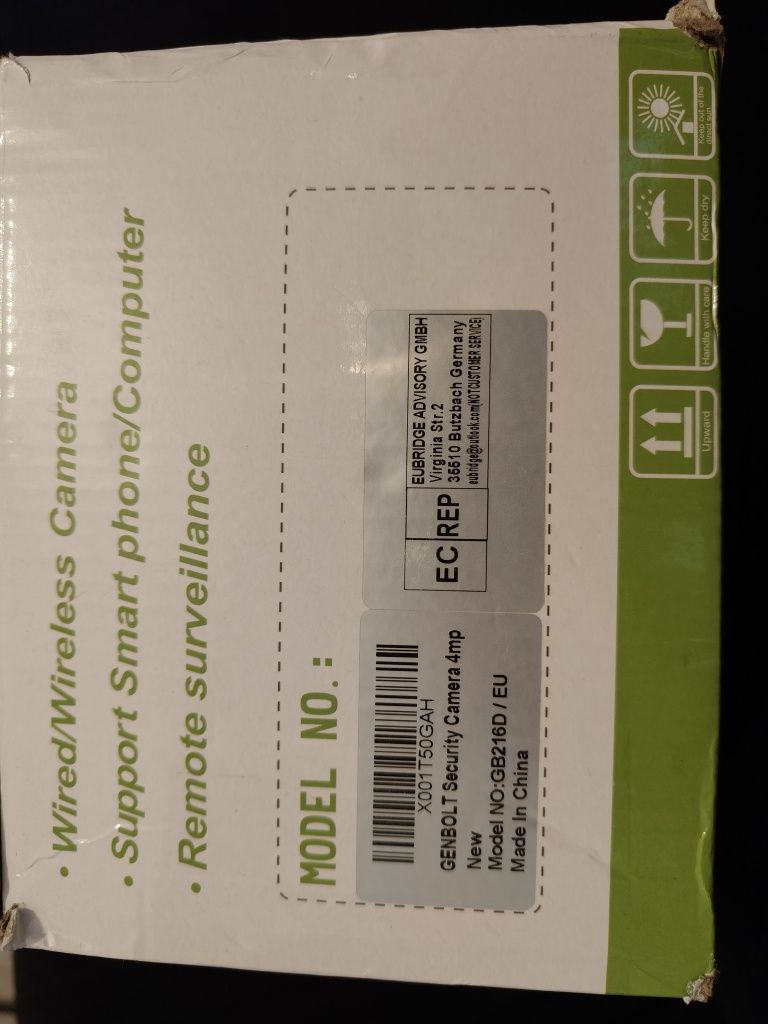 • Wired/Wireless Camera
• Support Smart phone/Computer
• Remote surveillance
MODEL NO.:
X001T50GAH
GENBOLT Security Camera 4mp
New
Model NO:GB216D / EU
Made In China
EC REP
EUBRIDGE ADVISORY GMBH
Virginia Str.2
35510 Butzbach Germany
eubridge@outlook.com(NOT CUSTOMER SERVICE)
Upward
Handle with care
Keep dry
Keep out of the
direct sun